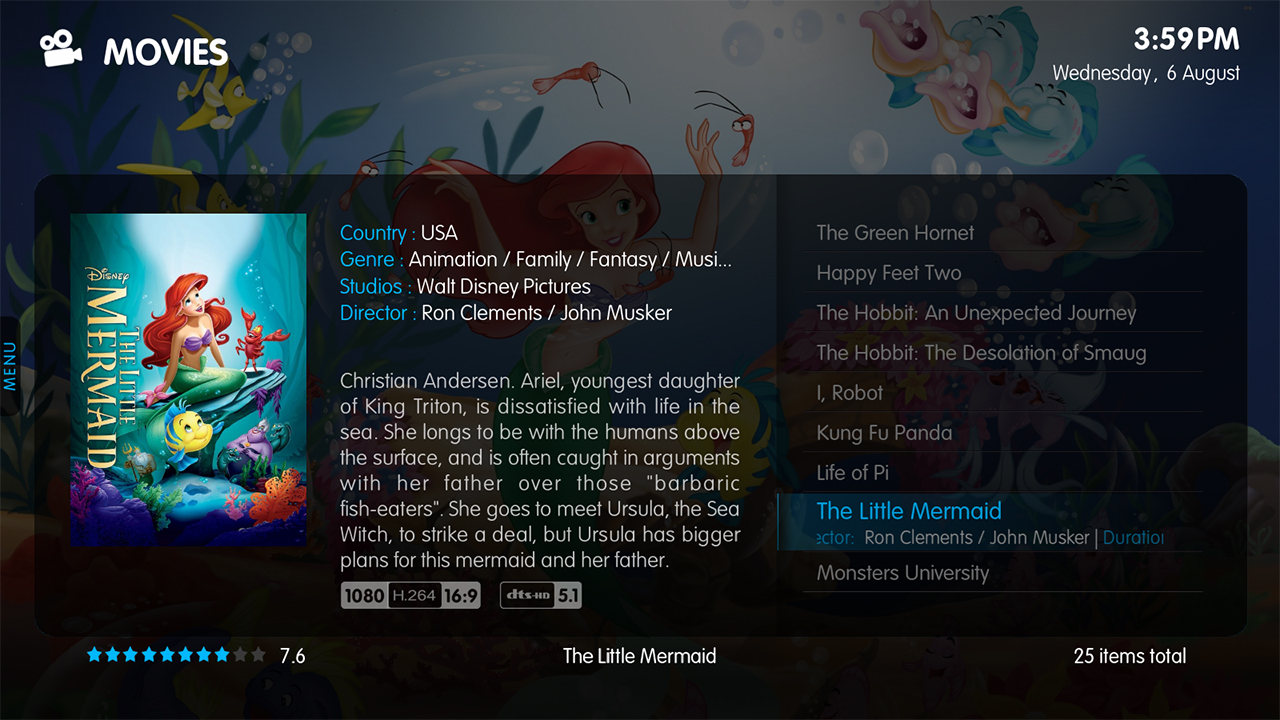 MOVIES
3:59PM
Wednesday, 6 August
MENU
DISNEY
THE LITTLE
MERMAID
Country : USA
Genre : Animation / Family / Fantasy / Musi...
Studios : Walt Disney Pictures
Director : Ron Clements / John Musker
Christian Andersen. Ariel, youngest daughter
of King Triton, is dissatisfied with life in the
sea. She longs to be with the humans above
the surface, and is often caught in arguments
with her father over those "barbaric
fish-eaters". She goes to meet Ursula, the Sea
Witch, to strike a deal, but Ursula has bigger
plans for this mermaid and her father.
1080 H.264 16:9 dts-HD 5.1
The Green Hornet
Happy Feet Two
The Hobbit: An Unexpected Journey
The Hobbit: The Desolation of Smaug
I, Robot
Kung Fu Panda
Life of Pi
The Little Mermaid
ector: Ron Clements / John Musker | Duration
Monsters University
7.6
The Little Mermaid
25 items total